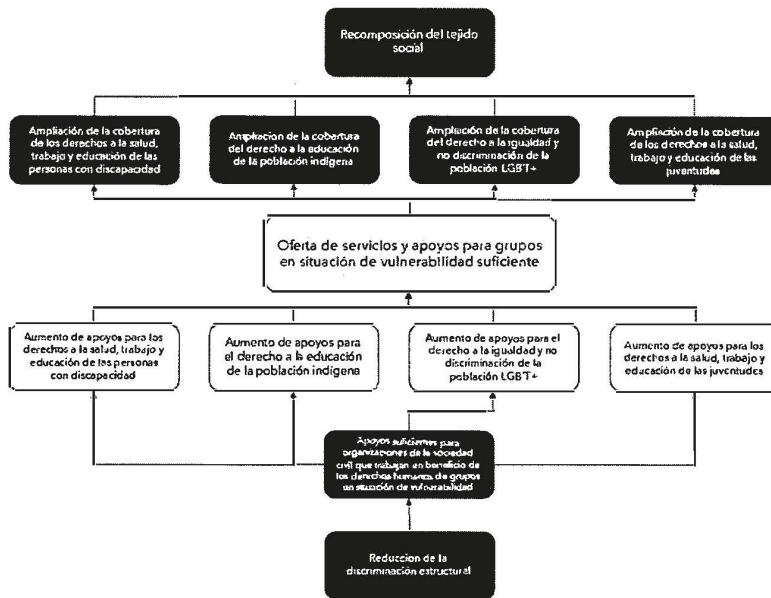 Recomposición del tejido
social
Ampliación de la cobertura
de los derechos a la salud,
trabajo y educación de las
personas con discapacidad
Ampliación de la cobertura
del derecho a la educación
de la población indígena
Ampliación de la cobertura
del derecho a la igualdad y
no discriminación de la
población LGBT+
Ampliación de la cobertura
de los derechos a la salud,
trabajo y educación de las
juventudes
Oferta de servicios y apoyos para grupos
en situación de vulnerabilidad suficiente
Aumento de apoyos para los
derechos a la salud, trabajo y
educación de las personas
con discapacidad
Aumento de apoyos para
el derecho a la educación
de la población indígena
Aumento de apoyos para el
derecho a la igualdad y no
discriminación de la
población LGBT+
Aumento de apoyos para los
derechos a la salud, trabajo y
educación de las juventudes
Apoyos suficientes para
organizaciones de la sociedad
civil que trabajan en beneficio de
los derechos humanos de grupos
en situación de vulnerabilidad
Reduccion de la
discriminación estructural